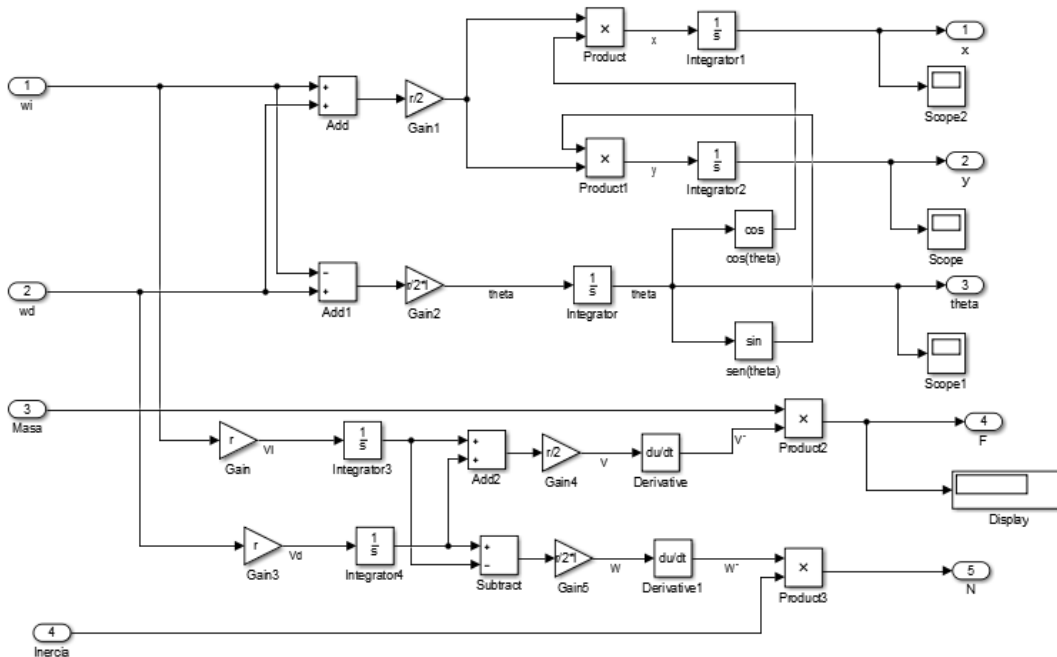 1
wi
+
+
Add
r/2
Gain1
×
Product
x
1
s
Integrator1
1
x
Scope2
×
Product1
y
1
s
Integrator2
2
y
Scope
cos
cos(theta)
2
wd
−
+
Add1
r/2*l
Gain2
theta
1
s
Integrator
theta
3
theta
sin
sen(theta)
Scope1
3
Masa
r
Gain
Vl
1
s
Integrator3
+
+
Add2
r/2
Gain4
V
du/dt
Derivative
V'
×
Product2
4
F
Display
r
Gain3
Vd
1
s
Integrator4
+
−
Subtract
r/2*l
Gain5
W
du/dt
Derivative1
W'
×
Product3
5
N
4
Inercia